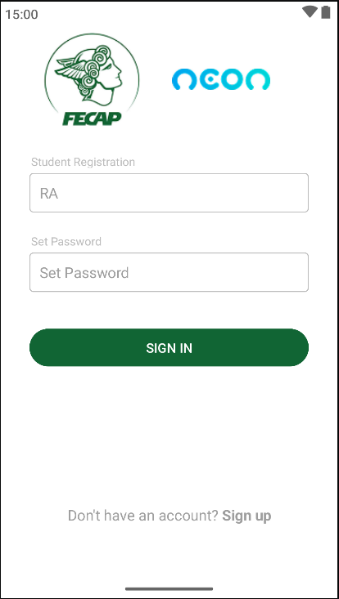 15:00
FECAP
neon
Student Registration
RA
Set Password
Set Password
SIGN IN
Don't have an account? Sign up